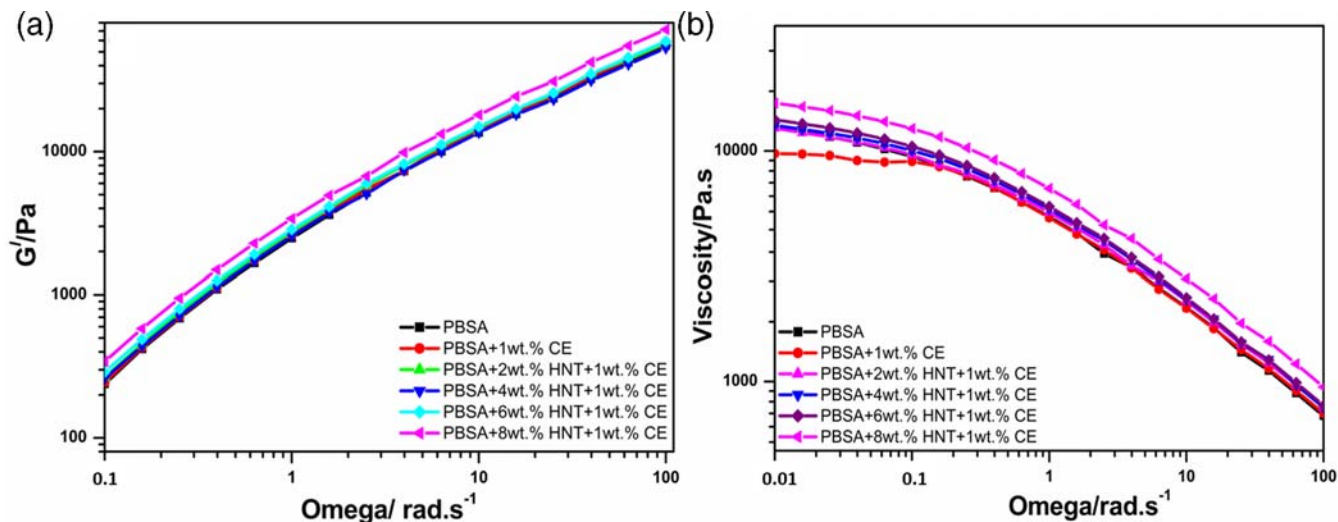 (a)
G'/Pa
10000
1000
100
PBSA
PBSA+1wt.% CE
PBSA+2wt.% HNT+1wt.% CE
PBSA+4wt.% HNT+1wt.% CE
PBSA+6wt.% HNT+1wt.% CE
PBSA+8wt.% HNT+1wt.% CE
0.1 1 10 100
Omega/ rad.s⁻¹
(b)
Viscosity/Pa.s
10000
1000
PBSA
PBSA+1wt.% CE
PBSA+2wt.% HNT+1wt.% CE
PBSA+4wt.% HNT+1wt.% CE
PBSA+6wt.% HNT+1wt.% CE
PBSA+8wt.% HNT+1wt.% CE
0.01 0.1 1 10 100
Omega/rad.s⁻¹